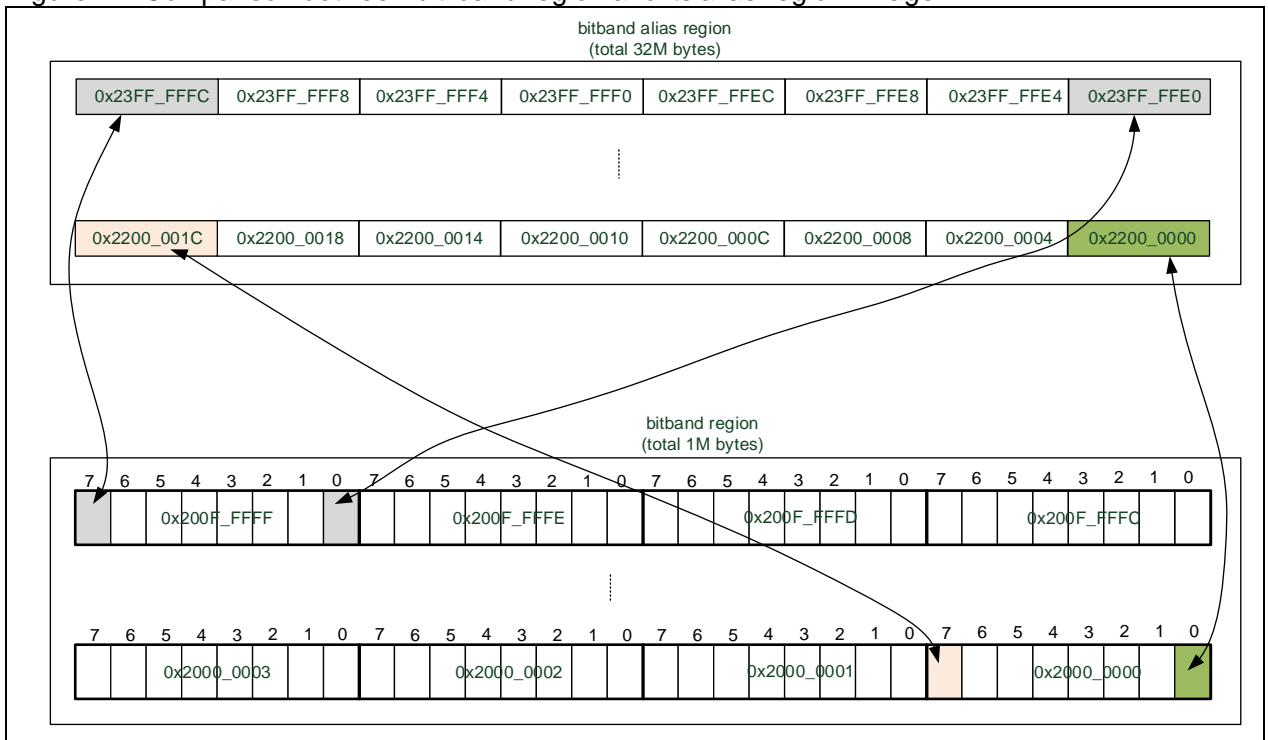 bitband alias region
(total 32M bytes)
0x23FF_FFFC 0x23FF_FFF8 0x23FF_FFF4 0x23FF_FFF0 0x23FF_FFEC 0x23FF_FFE8 0x23FF_FFE4 0x23FF_FFE0
0x2200_001C 0x2200_0018 0x2200_0014 0x2200_0010 0x2200_000C 0x2200_0008 0x2200_0004 0x2200_0000
bitband region
(total 1M bytes)
7 6 5 4 3 2 1 0 7 6 5 4 3 2 1 0 7 6 5 4 3 2 1 0 7 6 5 4 3 2 1 0
0x200F_FFFF 0x200F_FFFE 0x200F_FFFD 0x200F_FFFC
7 6 5 4 3 2 1 0 7 6 5 4 3 2 1 0 7 6 5 4 3 2 1 0 7 6 5 4 3 2 1 0
0x2000_0003 0x2000_0002 0x2000_0001 0x2000_0000